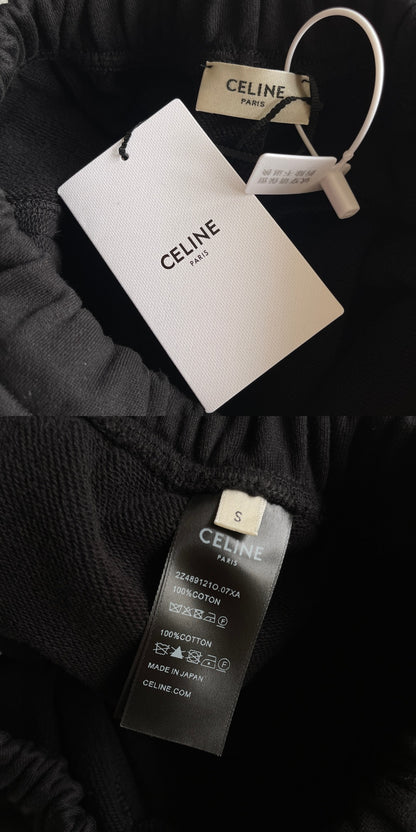 CELINE
PARIS
CELINE
PARIS
S
CELINE
PARIS
2Z489121O.07XA
100%COTON
100%COTTON
MADE IN JAPAN
CELINE.COM